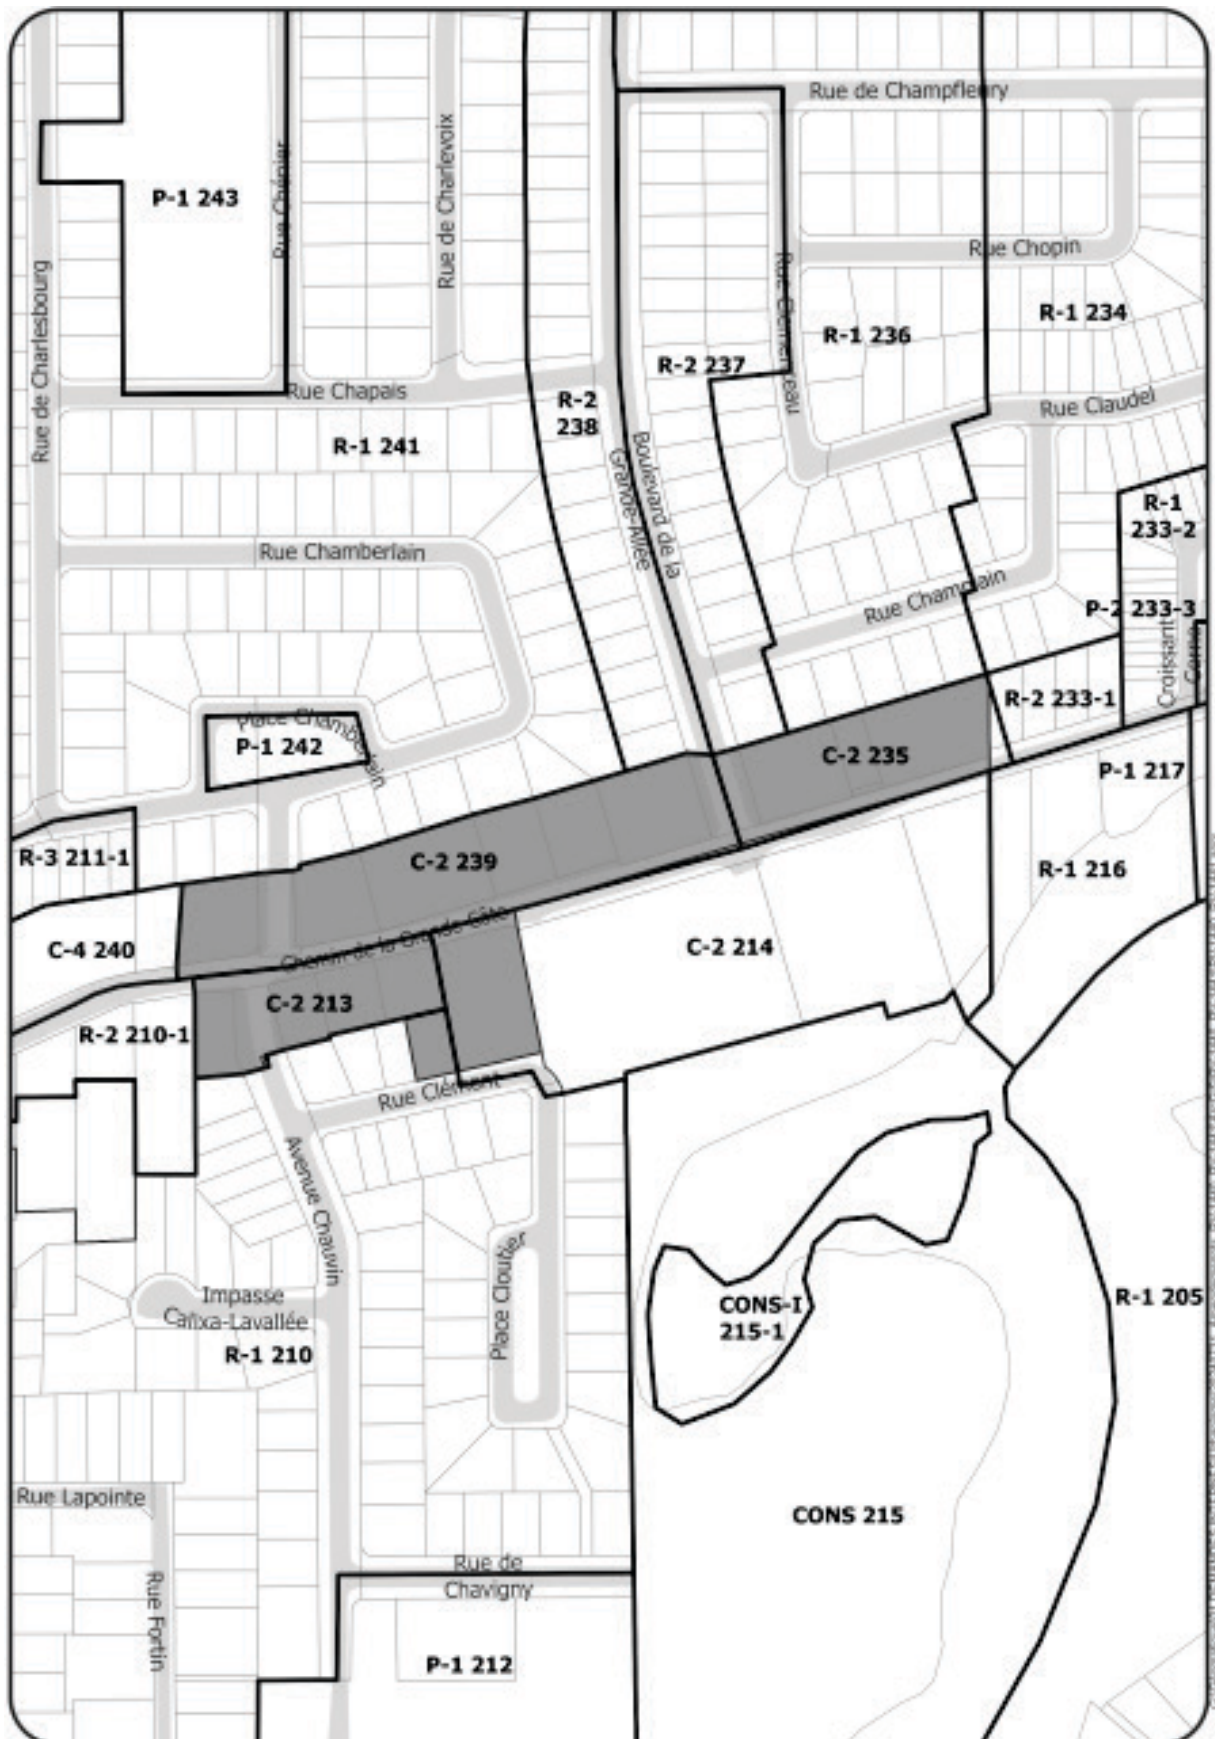 Rue de Champfleury
Rue de Charlevoix
Rue Chénier
P-1 243
Rue Chopin
R-1 234
R-1 236
Rue de Charlesbourg
Rue Clemenceau
R-2 237
Rue Chapais
R-2
238
Rue Claudel
R-1 241
Boulevard de la
Grande-Allée
R-1
233-2
Rue Chamberlain
Rue Champlain
P-2 233-3
Croissant
R-2 233-1
Place Chamberlain
P-1 242
C-2 235
P-1 217
R-3 211-1
C-2 239
R-1 216
C-4 240
Chemin de la Grande-Côte
C-2 214
C-2 213
R-2 210-1
Rue Clément
Avenue Chauvin
Place Cloutier
Impasse
Calixa-Lavallée
R-1 210
CONS-I
215-1
R-1 205
Rue Lapointe
CONS 215
Rue de
Chavigny
Rue Fortin
P-1 212